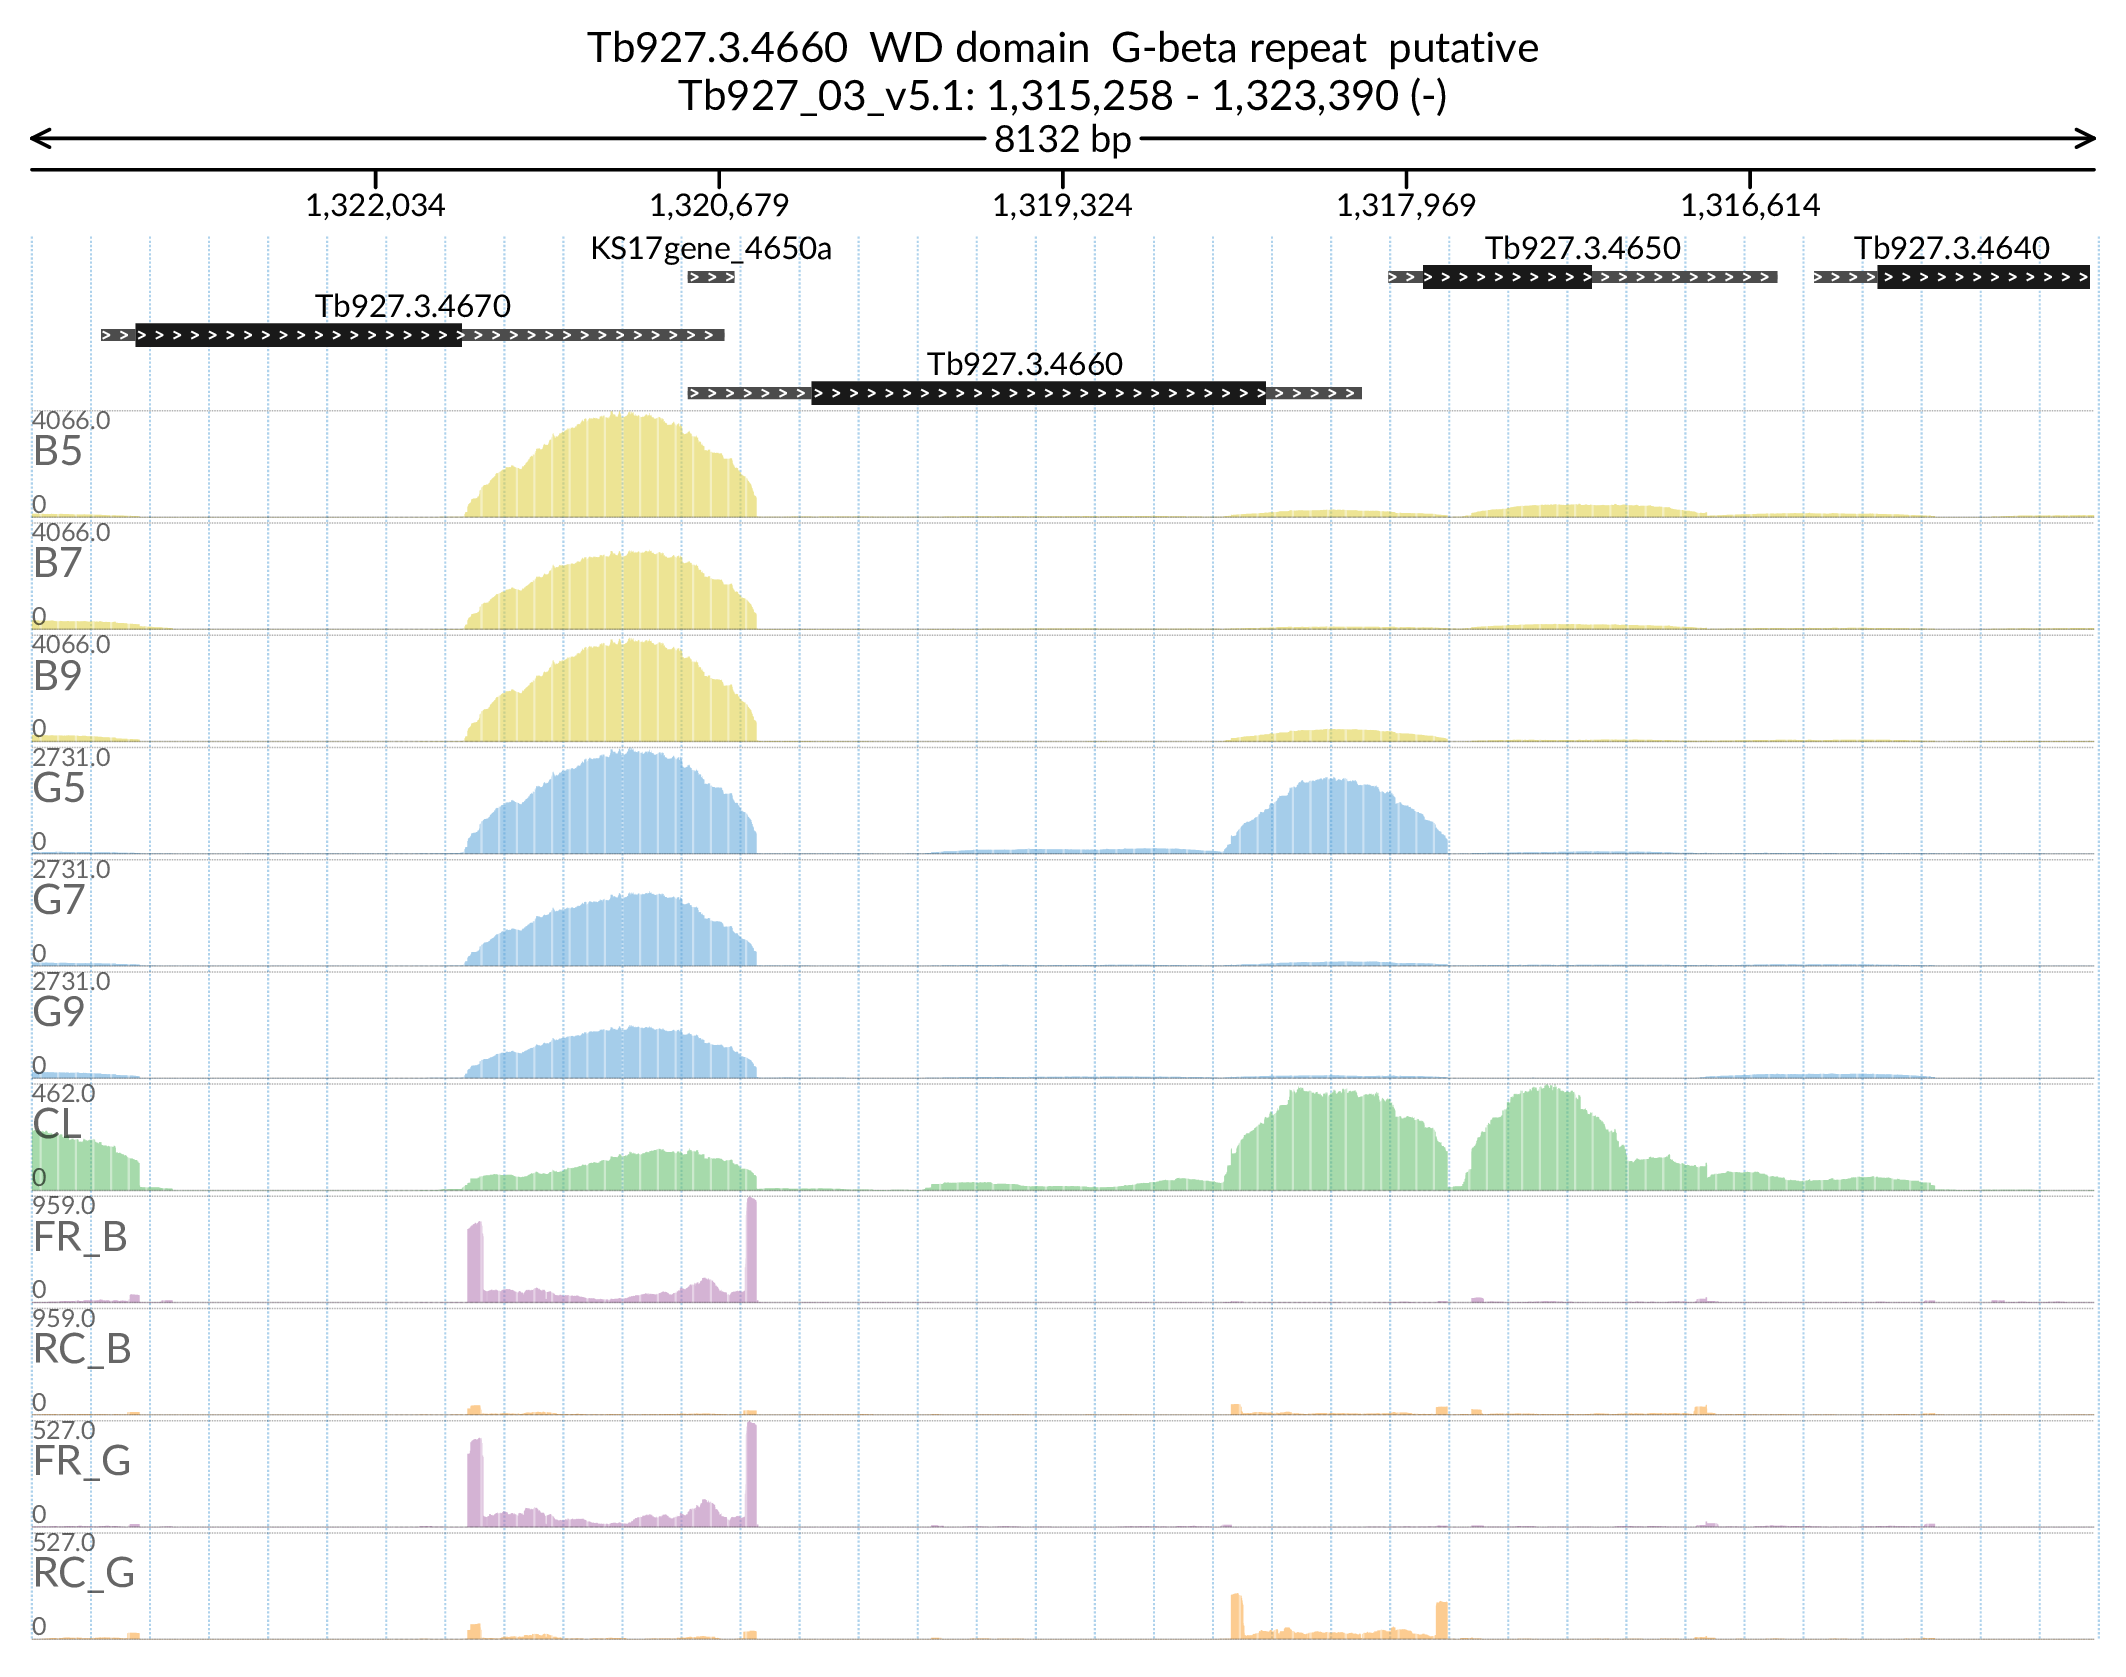 Tb927.3.4660  WD domain  G-beta repeat  putative
Tb927_03_v5.1: 1,315,258 - 1,323,390 (-)
8132 bp
1,322,034 1,320,679 1,319,324 1,317,969 1,316,614
KS17gene_4650a Tb927.3.4650 Tb927.3.4640
Tb927.3.4670
Tb927.3.4660
4066.0
B5
0
4066.0
B7
0
4066.0
B9
0
2731.0
G5
0
2731.0
G7
0
2731.0
G9
0
462.0
CL
0
959.0
FR_B
0
959.0
RC_B
0
527.0
FR_G
0
527.0
RC_G
0